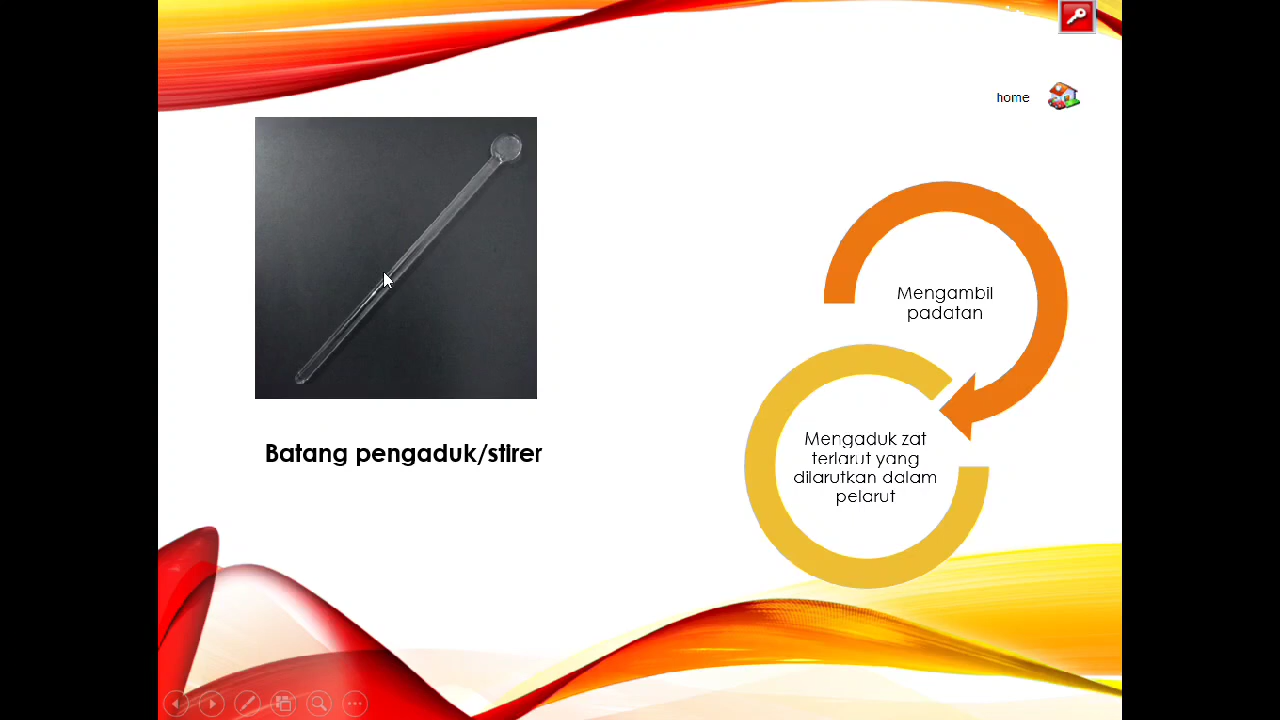 home
Mengambil
padatan
Batang pengaduk/stirer
Mengaduk zat
terlarut yang
dilarutkan dalam
pelarut